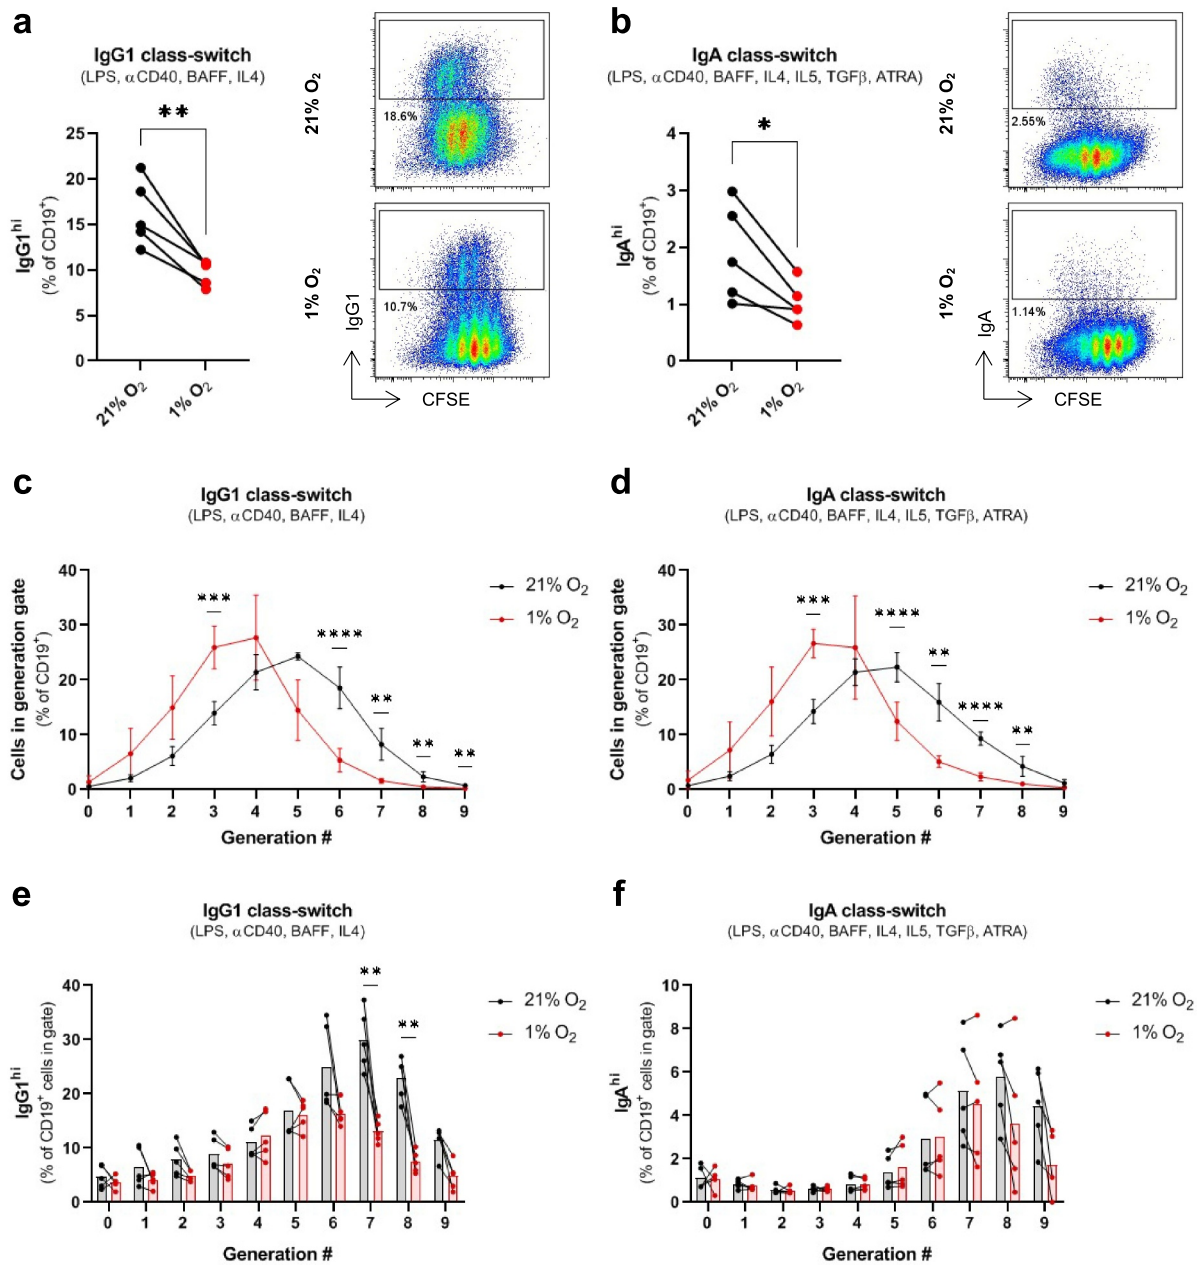 a
IgG1 class-switch
(LPS, αCD40, BAFF, IL4)
**
25
20
15
10
5
0
IgG1hi
(% of CD19+)
21% O2
1% O2
21% O2
18.6%
1% O2
10.7%
IgG1
CFSE
b
IgA class-switch
(LPS, αCD40, BAFF, IL4, IL5, TGFβ, ATRA)
*
4
3
2
1
0
IgAhi
(% of CD19+)
21% O2
1% O2
21% O2
2.55%
1% O2
1.14%
IgA
CFSE
c
IgG1 class-switch
(LPS, αCD40, BAFF, IL4)
40
30
20
10
0
Cells in generation gate
(% of CD19+)
*** **** ** ** **
21% O2
1% O2
0 1 2 3 4 5 6 7 8 9
Generation #
d
IgA class-switch
(LPS, αCD40, BAFF, IL4, IL5, TGFβ, ATRA)
40
30
20
10
0
Cells in generation gate
(% of CD19+)
*** **** ** **** **
21% O2
1% O2
0 1 2 3 4 5 6 7 8 9
Generation #
e
IgG1 class-switch
(LPS, αCD40, BAFF, IL4)
40
30
20
10
0
IgG1hi
(% of CD19+ cells in gate)
** **
21% O2
1% O2
0 1 2 3 4 5 6 7 8 9
Generation #
f
IgA class-switch
(LPS, αCD40, BAFF, IL4, IL5, TGFβ, ATRA)
10
8
6
4
2
0
IgAhi
(% of CD19+ cells in gate)
21% O2
1% O2
0 1 2 3 4 5 6 7 8 9
Generation #